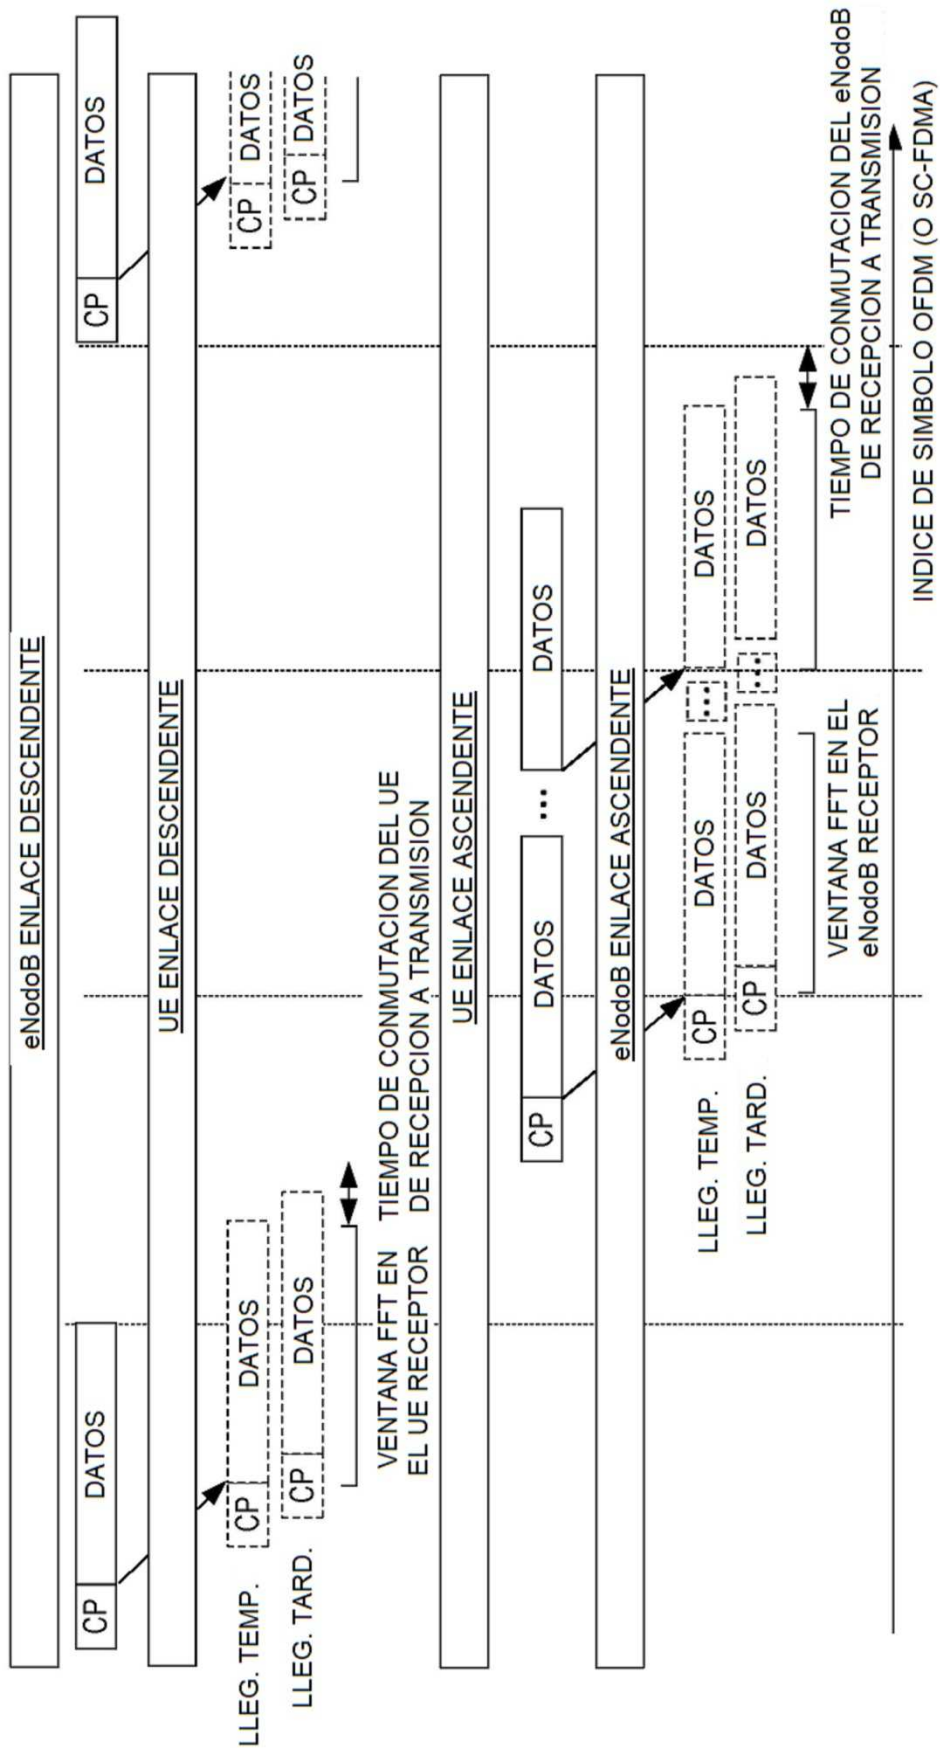 eNodoB ENLACE DESCENDENTE
CP DATOS
CP DATOS
UE ENLACE DESCENDENTE
LLEG. TEMP.
CP DATOS
CP DATOS
LLEG. TARD.
CP DATOS
CP DATOS
VENTANA FFT EN
EL UE RECEPTOR
TIEMPO DE CONMUTACION DEL UE
DE RECEPCION A TRANSMISION
UE ENLACE ASCENDENTE
CP DATOS ... DATOS
eNodoB ENLACE ASCENDENTE
LLEG. TEMP.
CP DATOS ... DATOS
LLEG. TARD.
CP DATOS ... DATOS
VENTANA FFT EN EL
eNodoB RECEPTOR
TIEMPO DE CONMUTACION DEL eNodoB
DE RECEPCION A TRANSMISION
INDICE DE SIMBOLO OFDM (O SC-FDMA)